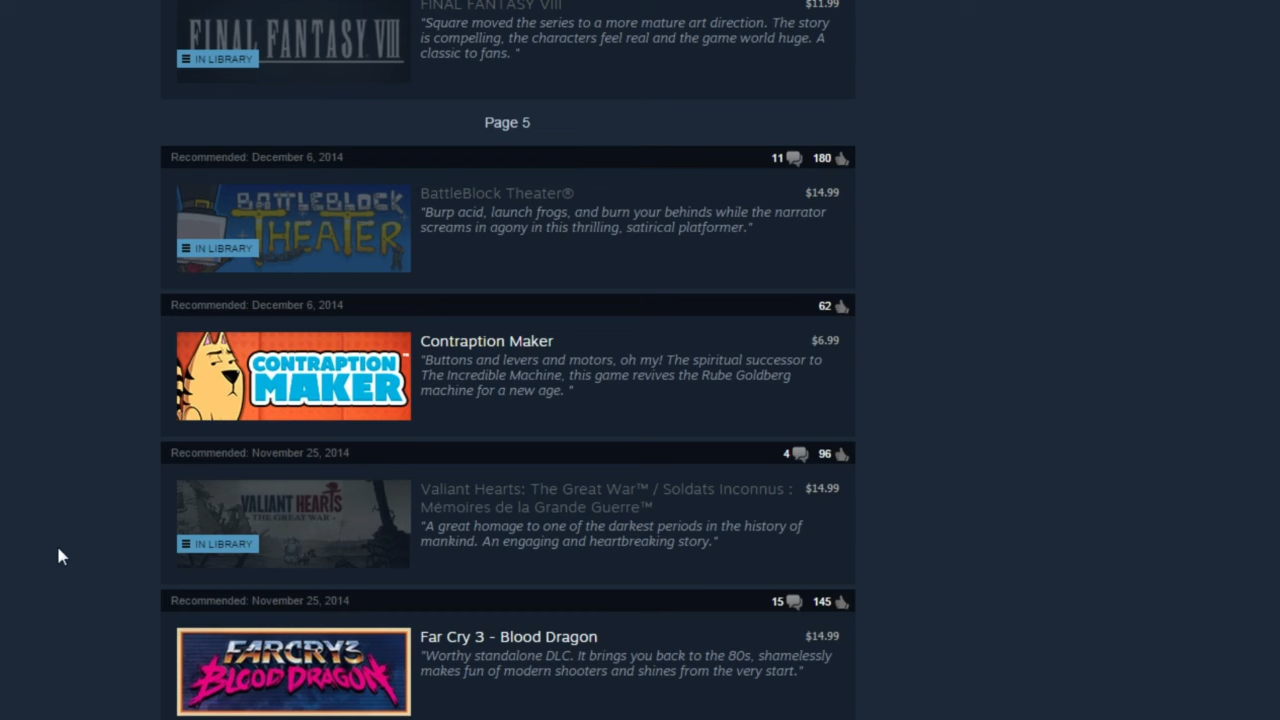 FINAL FANTASY VIII $11.99
FINAL FANTASY VIII
IN LIBRARY
"Square moved the series to a more mature art direction. The story
is compelling, the characters feel real and the game world huge. A
classic to fans. "
Page 5
Recommended: December 6, 2014 11 180
BATTLEBLOCK
THEATER
IN LIBRARY
BattleBlock Theater® $14.99
"Burp acid, launch frogs, and burn your behinds while the narrator
screams in agony in this thrilling, satirical platformer."
Recommended: December 6, 2014 62
CONTRAPTION
MAKER™
Contraption Maker $6.99
"Buttons and levers and motors, oh my! The spiritual successor to
The Incredible Machine, this game revives the Rube Goldberg
machine for a new age. "
Recommended: November 25, 2014 4 96
VALIANT HEARTS
- THE GREAT WAR -
IN LIBRARY
Valiant Hearts: The Great War™ / Soldats Inconnus : $14.99
Mémoires de la Grande Guerre™
"A great homage to one of the darkest periods in the history of
mankind. An engaging and heartbreaking story."
Recommended: November 25, 2014 15 145
FARCRY3
BLOOD DRAGON
Far Cry 3 - Blood Dragon $14.99
"Worthy standalone DLC. It brings you back to the 80s, shamelessly
makes fun of modern shooters and shines from the very start."